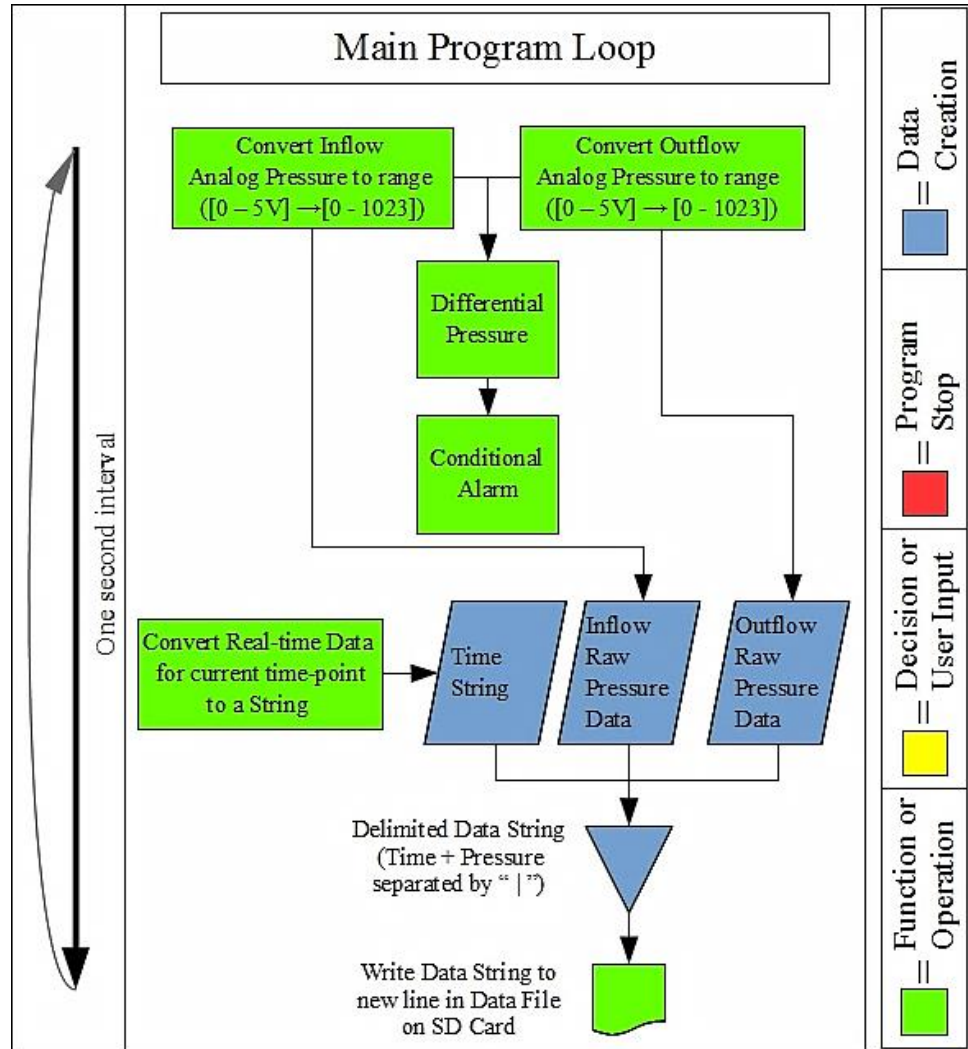 Main Program Loop
Convert Inflow
Analog Pressure to range
([0 – 5V] →[0 - 1023])
Convert Outflow
Analog Pressure to range
([0 – 5V] →[0 - 1023])
Differential
Pressure
Conditional
Alarm
One second interval
Convert Real-time Data
for current time-point
to a String
Time
String
Inflow
Raw
Pressure
Data
Outflow
Raw
Pressure
Data
Delimited Data String
(Time + Pressure
separated by “ | ”)
Write Data String to
new line in Data File
on SD Card
= Data
Creation
= Program
Stop
= Decision or
User Input
= Function or
Operation